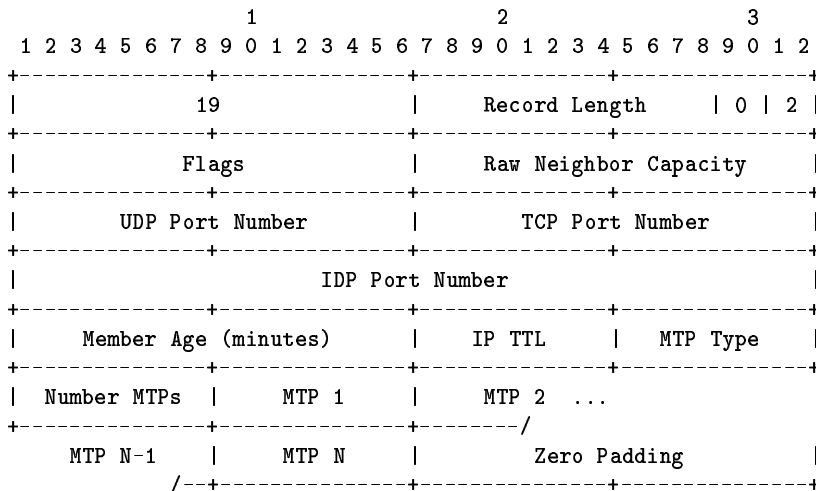 1 2 3
1 2 3 4 5 6 7 8 9 0 1 2 3 4 5 6 7 8 9 0 1 2 3 4 5 6 7 8 9 0 1 2
+---------------+---------------+---------------+---------------+
| 19 | Record Length | 0 | 2 |
+---------------+---------------+---------------+---------------+
| Flags | Raw Neighbor Capacity |
+---------------+---------------+---------------+---------------+
| UDP Port Number | TCP Port Number |
+---------------+---------------+---------------+---------------+
| IDP Port Number |
+---------------+---------------+---------------+---------------+
| Member Age (minutes) | IP TTL | MTP Type |
+---------------+---------------+---------------+---------------+
| Number MTPs | MTP 1 | MTP 2 ...
+---------------+---------------+--------/
MTP N-1 | MTP N | Zero Padding |
/--+---------------+---------------+---------------+